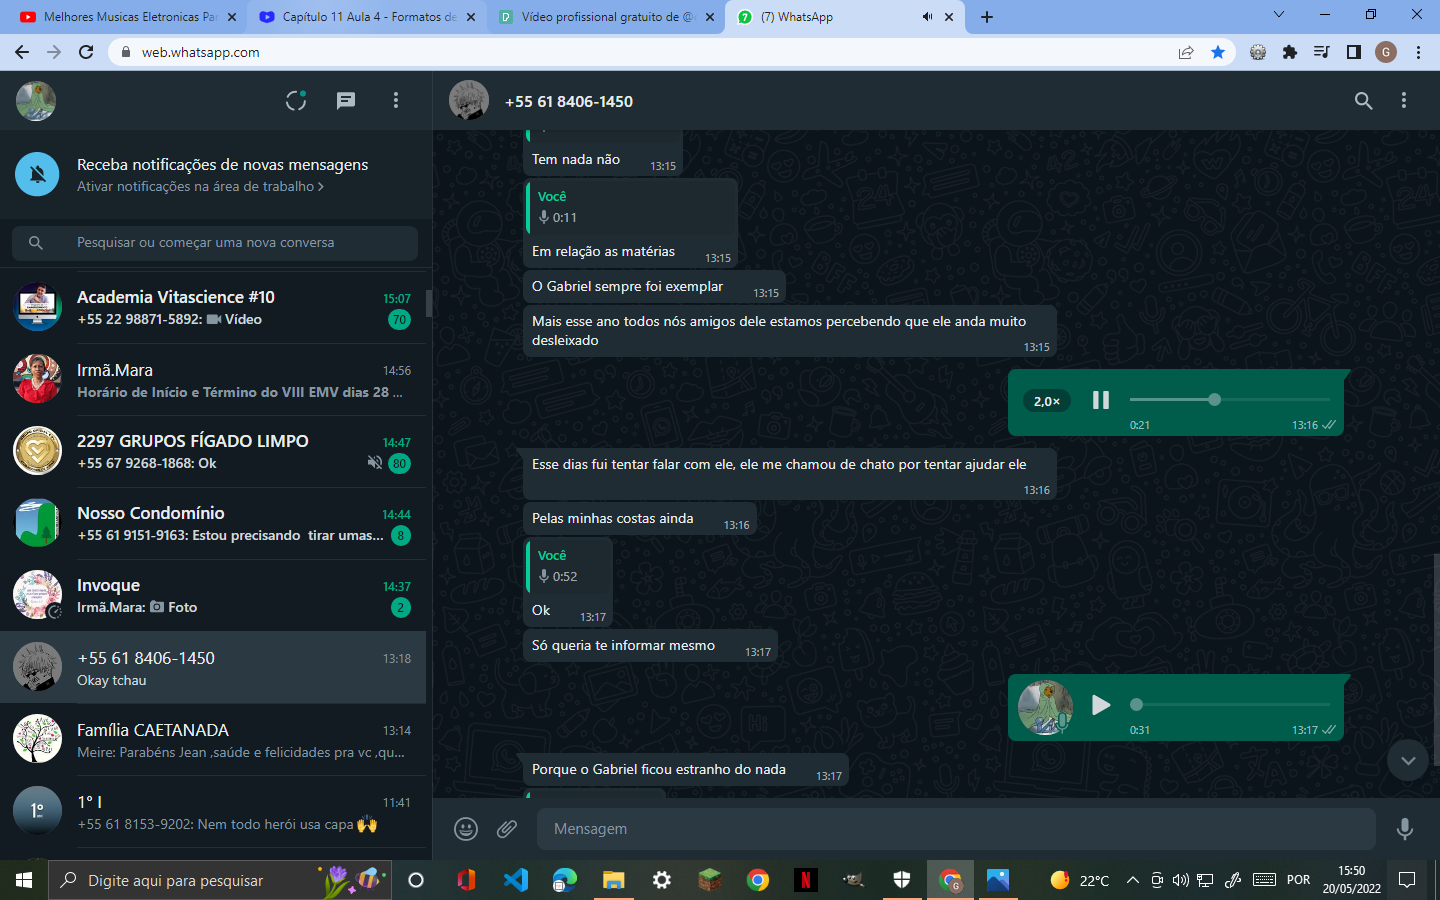 Melhores Musicas Eletronicas Par
Capítulo 11 Aula 4 - Formatos de
Vídeo profissional gratuito de @c
(7) WhatsApp
web.whatsapp.com
G
+55 61 8406-1450
Receba notificações de novas mensagens
Ativar notificações na área de trabalho
Pesquisar ou começar uma nova conversa
Academia Vitascience #10
15:07
+55 22 98871-5892: Vídeo
70
Irmã.Mara
14:56
Horário de Início e Término do VIII EMV dias 28 ...
2297 GRUPOS FÍGADO LIMPO
14:47
+55 67 9268-1868: Ok
80
Nosso Condomínio
14:44
+55 61 9151-9163: Estou precisando tirar umas...
8
Invoque
14:37
Irmã.Mara: Foto
2
+55 61 8406-1450
13:18
Okay tchau
Família CAETANADA
13:14
Meire: Parabéns Jean ,saúde e felicidades pra vc ,qu...
1º
1° I
11:41
+55 61 8153-9202: Nem todo herói usa capa 🙌
Tem nada não
13:15
Você
0:11
Em relação as matérias
13:15
O Gabriel sempre foi exemplar
13:15
Mais esse ano todos nós amigos dele estamos percebendo que ele anda muito
desleixado
13:15
2,0×
0:21
13:16
Esse dias fui tentar falar com ele, ele me chamou de chato por tentar ajudar ele
13:16
Pelas minhas costas ainda
13:16
Você
0:52
Ok
13:17
Só queria te informar mesmo
13:17
0:31
13:17
Porque o Gabriel ficou estranho do nada
13:17
Mensagem
Digite aqui para pesquisar
22°C
POR
15:50
20/05/2022